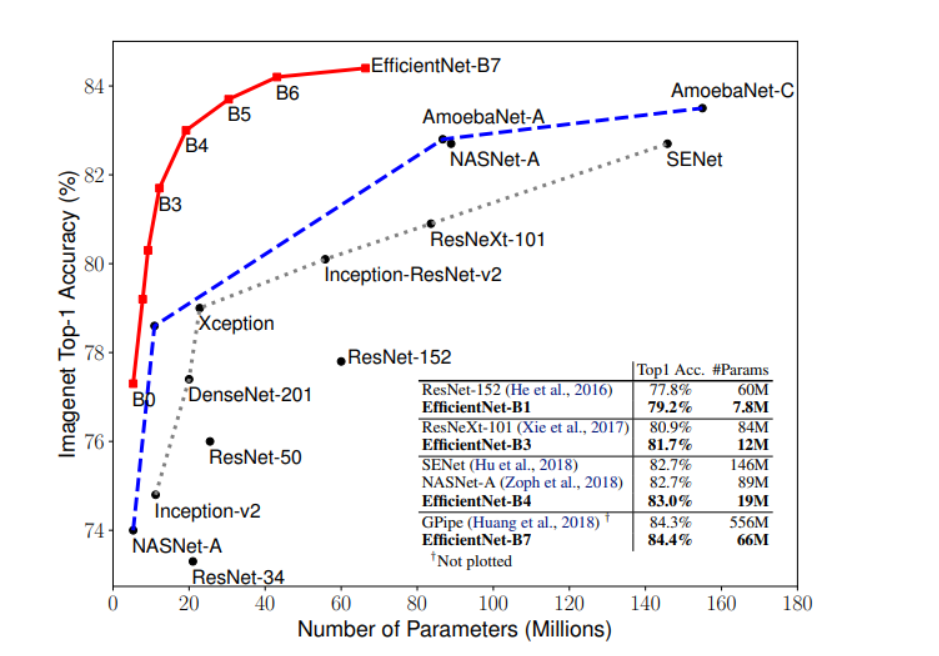 EfficientNet-B7
84
AmoebaNet-C
B6
B5
AmoebaNet-A
B4
NASNet-A
SENet
82
B3
ResNeXt-101
80
Inception-ResNet-v2
Xception
78
ResNet-152
B0
DenseNet-201
76
ResNet-50
Inception-v2
74
NASNet-A
ResNet-34
Imagenet Top-1 Accuracy (%)
Top1 Acc. #Params
ResNet-152 (He et al., 2016) 77.8% 60M
EfficientNet-B1 79.2% 7.8M
ResNeXt-101 (Xie et al., 2017) 80.9% 84M
EfficientNet-B3 81.7% 12M
SENet (Hu et al., 2018) 82.7% 146M
NASNet-A (Zoph et al., 2018) 82.7% 89M
EfficientNet-B4 83.0% 19M
GPipe (Huang et al., 2018) † 84.3% 556M
EfficientNet-B7 84.4% 66M
†Not plotted
0 20 40 60 80 100 120 140 160 180
Number of Parameters (Millions)